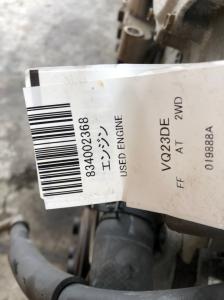 834002368
エンジン
USED ENGINE
VQ23DE
FF AT 2WD
019888A